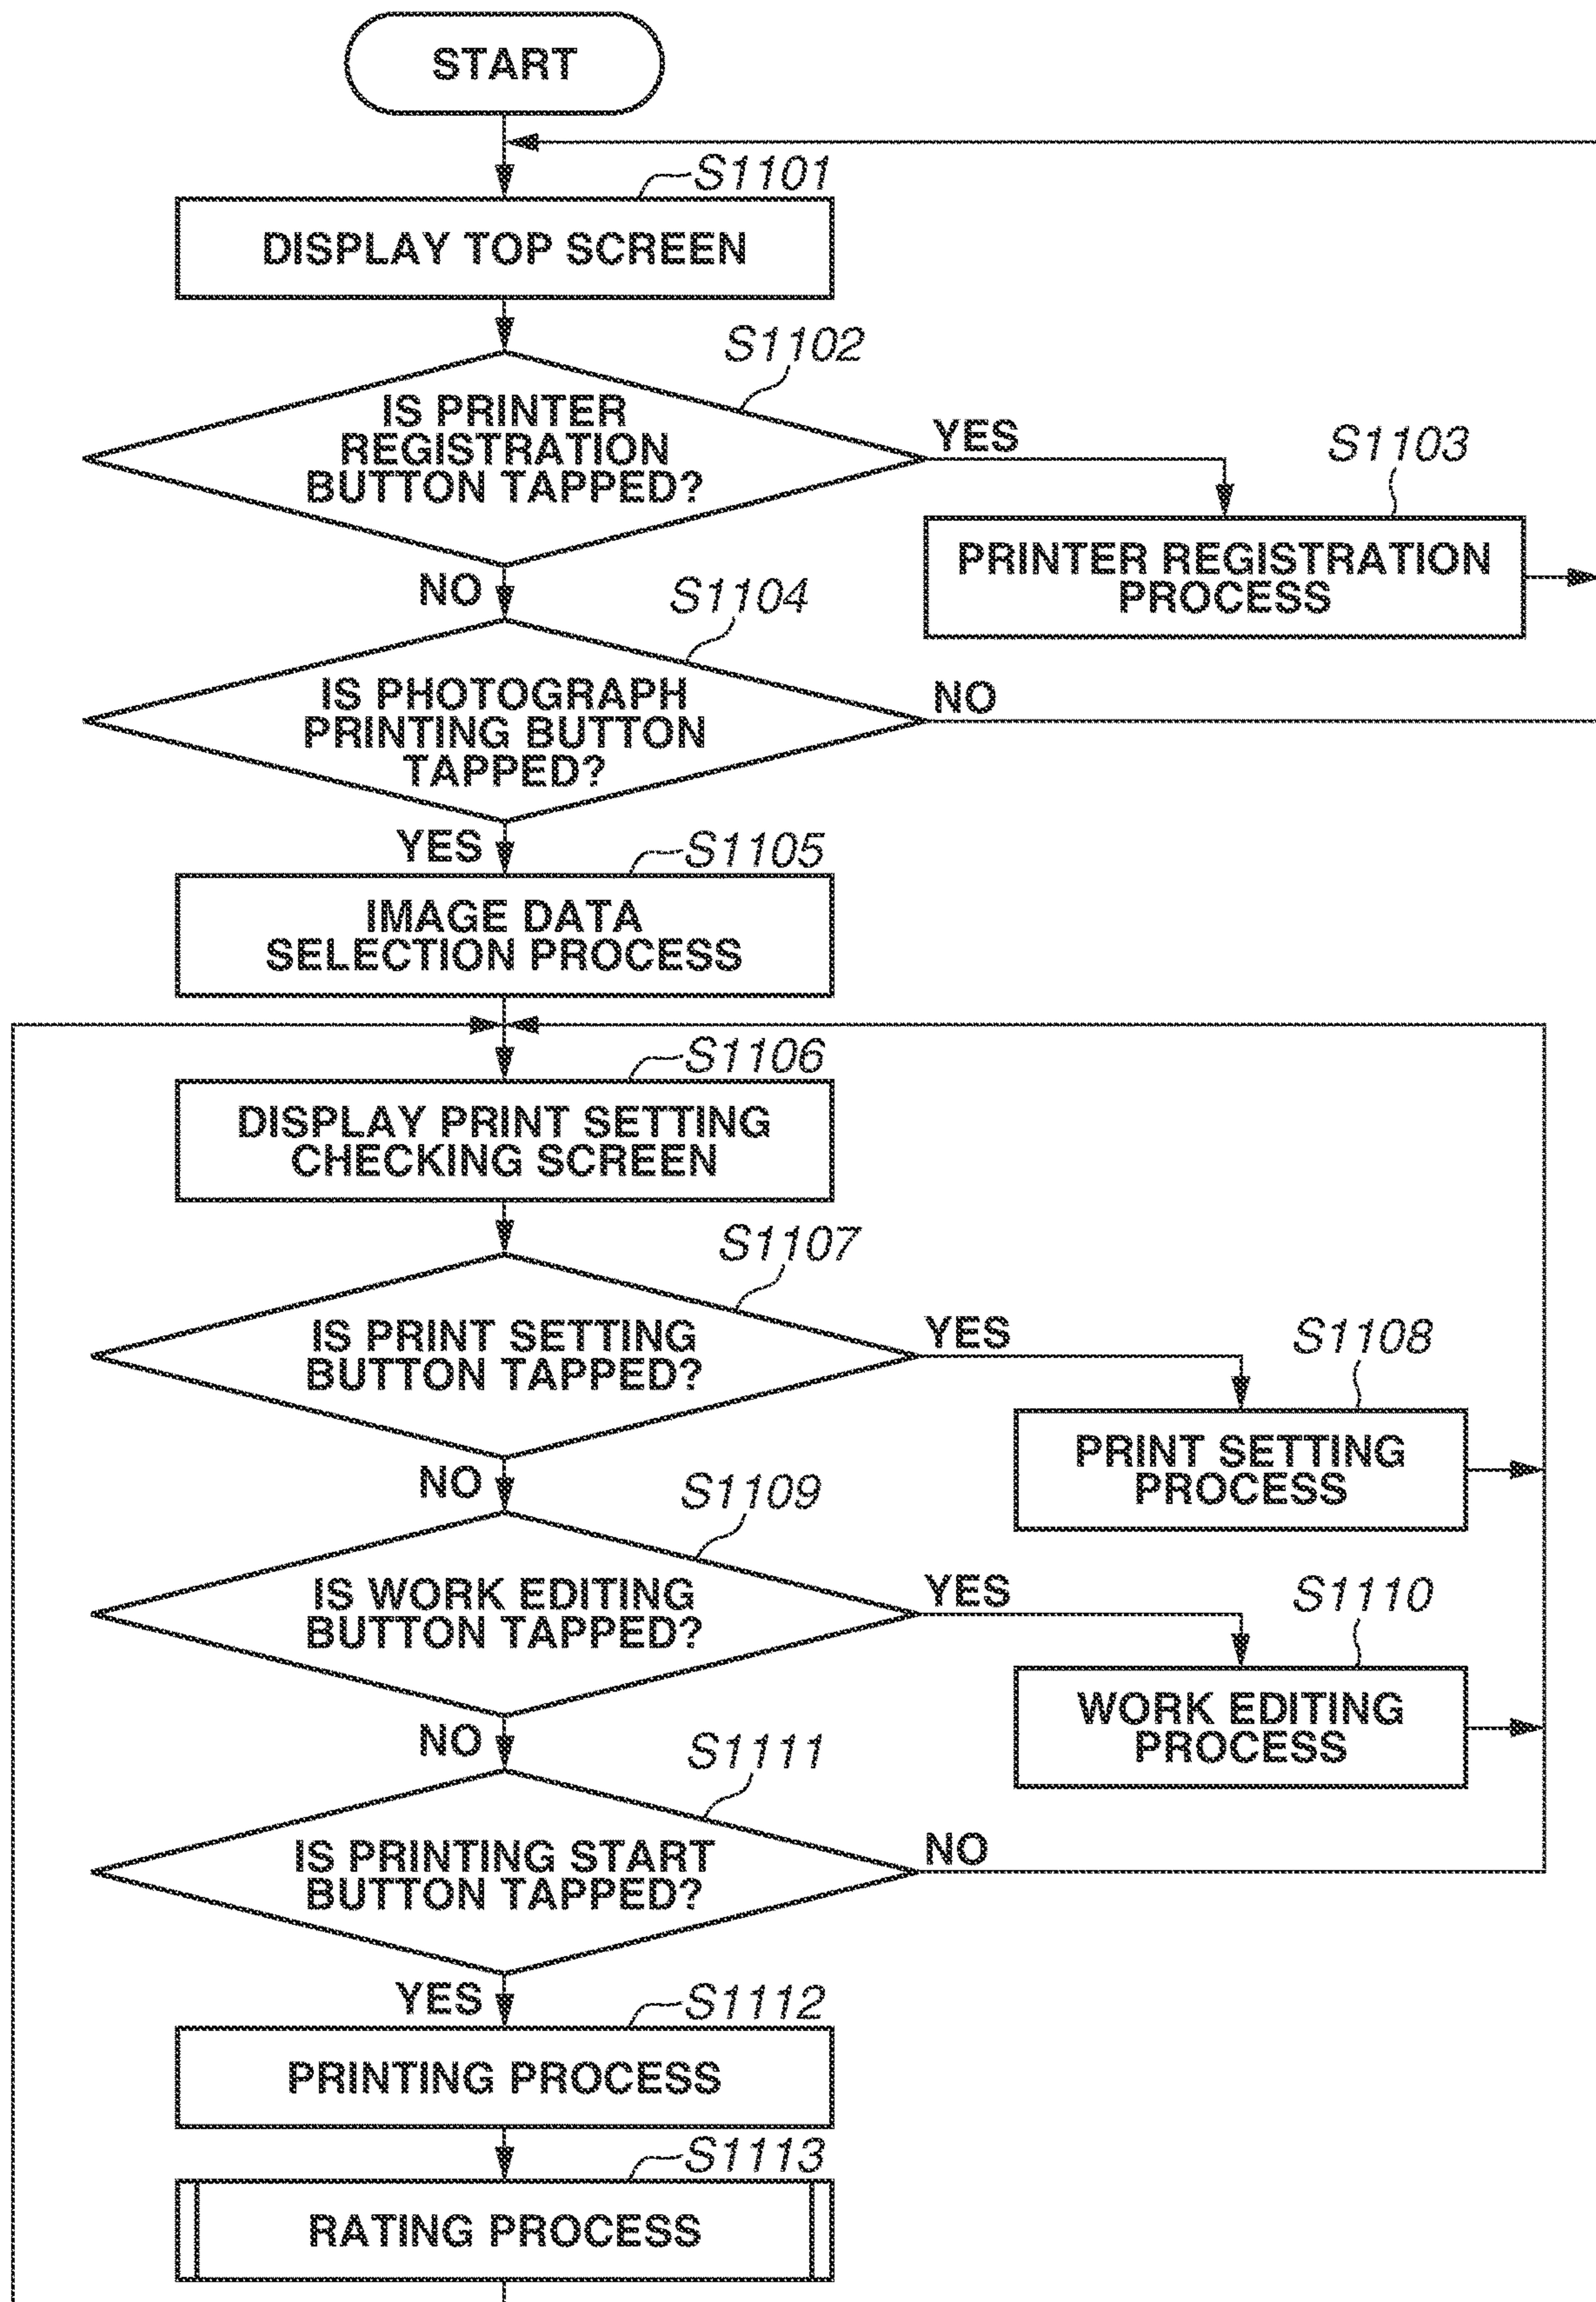 START
S1101
DISPLAY TOP SCREEN
S1102
IS PRINTER
REGISTRATION
BUTTON TAPPED?
YES
S1103
PRINTER REGISTRATION
PROCESS
NO
S1104
IS PHOTOGRAPH
PRINTING BUTTON
TAPPED?
NO
YES
S1105
IMAGE DATA
SELECTION PROCESS
S1106
DISPLAY PRINT SETTING
CHECKING SCREEN
S1107
IS PRINT SETTING
BUTTON TAPPED?
YES
S1108
PRINT SETTING
PROCESS
NO
S1109
IS WORK EDITING
BUTTON TAPPED?
YES
S1110
WORK EDITING
PROCESS
NO
S1111
IS PRINTING START
BUTTON TAPPED?
NO
YES
S1112
PRINTING PROCESS
S1113
RATING PROCESS